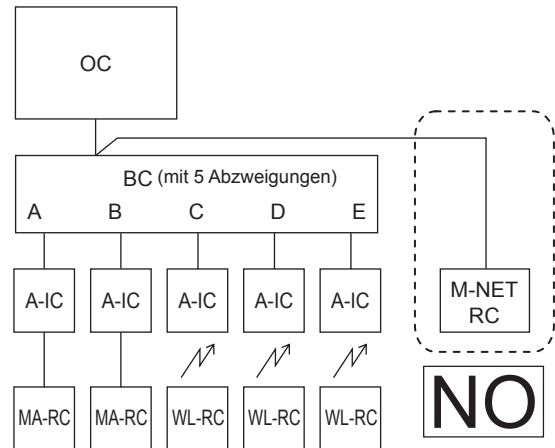 OC
BC (mit 5 Abzweigungen)
A B C D E
A-IC A-IC A-IC A-IC A-IC
M-NET
RC
MA-RC MA-RC WL-RC WL-RC WL-RC
NO